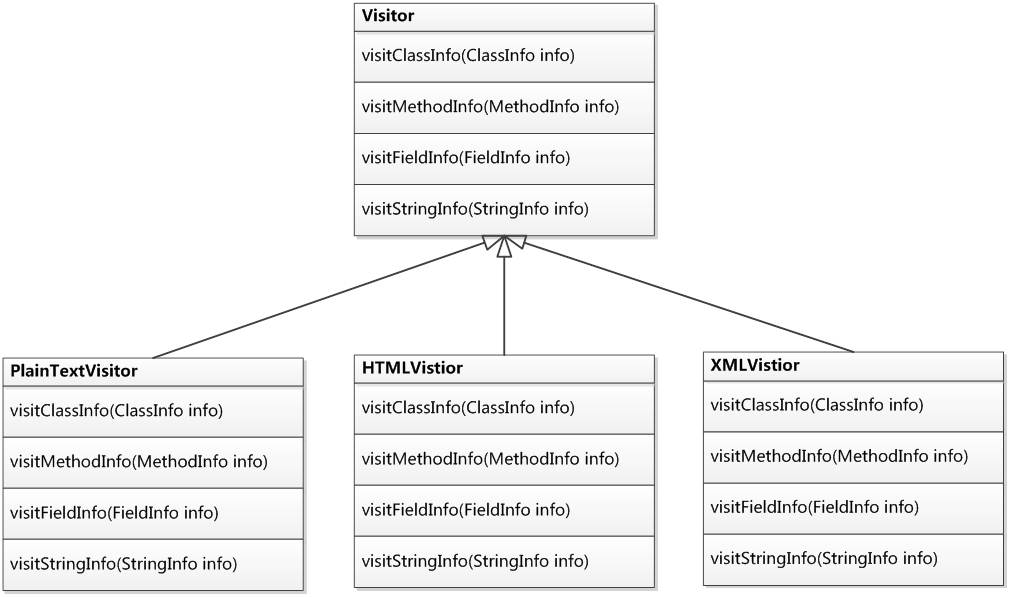 Visitor
visitClassInfo(ClassInfo info)
visitMethodInfo(MethodInfo info)
visitFieldInfo(FieldInfo info)
visitStringInfo(StringInfo info)
PlainTextVisitor
visitClassInfo(ClassInfo info)
visitMethodInfo(MethodInfo info)
visitFieldInfo(FieldInfo info)
visitStringInfo(StringInfo info)
HTMLVistior
visitClassInfo(ClassInfo info)
visitMethodInfo(MethodInfo info)
visitFieldInfo(FieldInfo info)
visitStringInfo(StringInfo info)
XMLVistior
visitClassInfo(ClassInfo info)
visitMethodInfo(MethodInfo info)
visitFieldInfo(FieldInfo info)
visitStringInfo(StringInfo info)